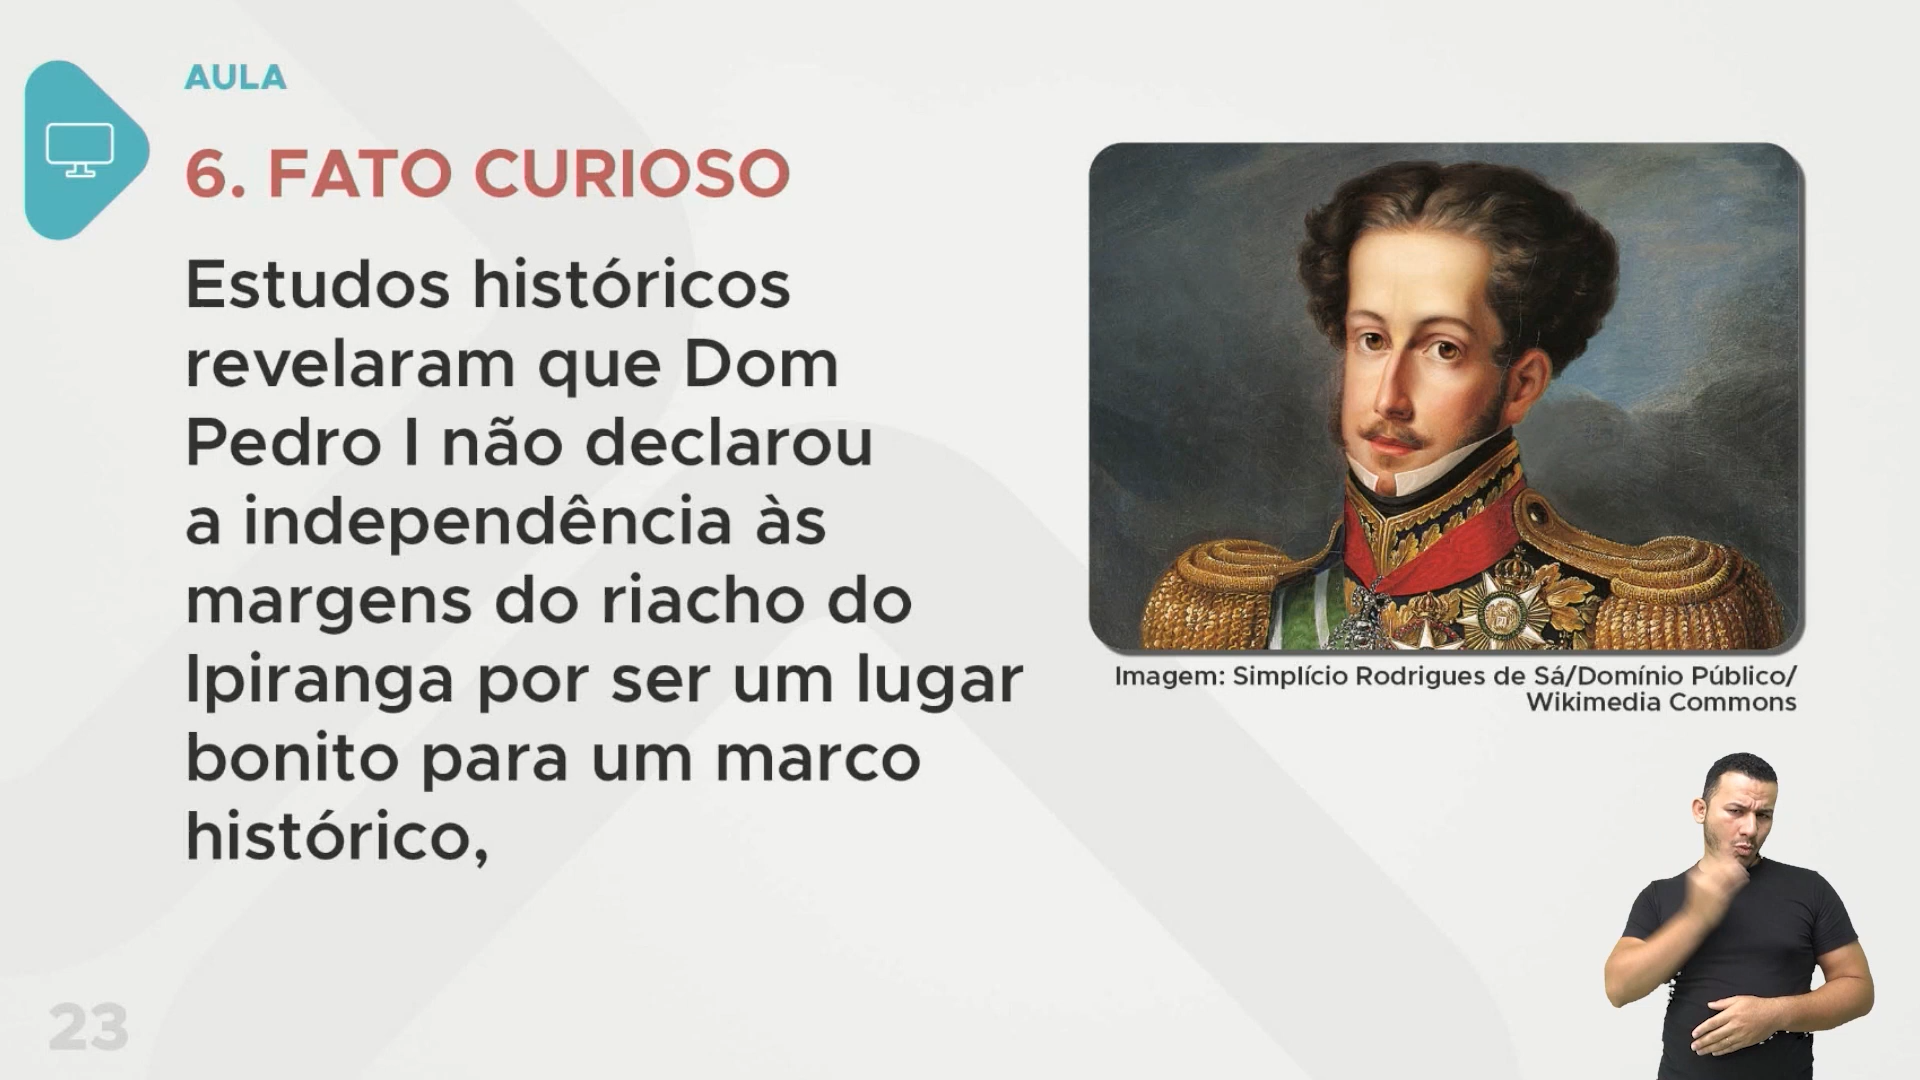 AULA
6. FATO CURIOSO
Estudos históricos
revelaram que Dom
Pedro I não declarou
a independência às
margens do riacho do
Ipiranga por ser um lugar
bonito para um marco
histórico,
Imagem: Simplício Rodrigues de Sá/Domínio Público/
Wikimedia Commons
23